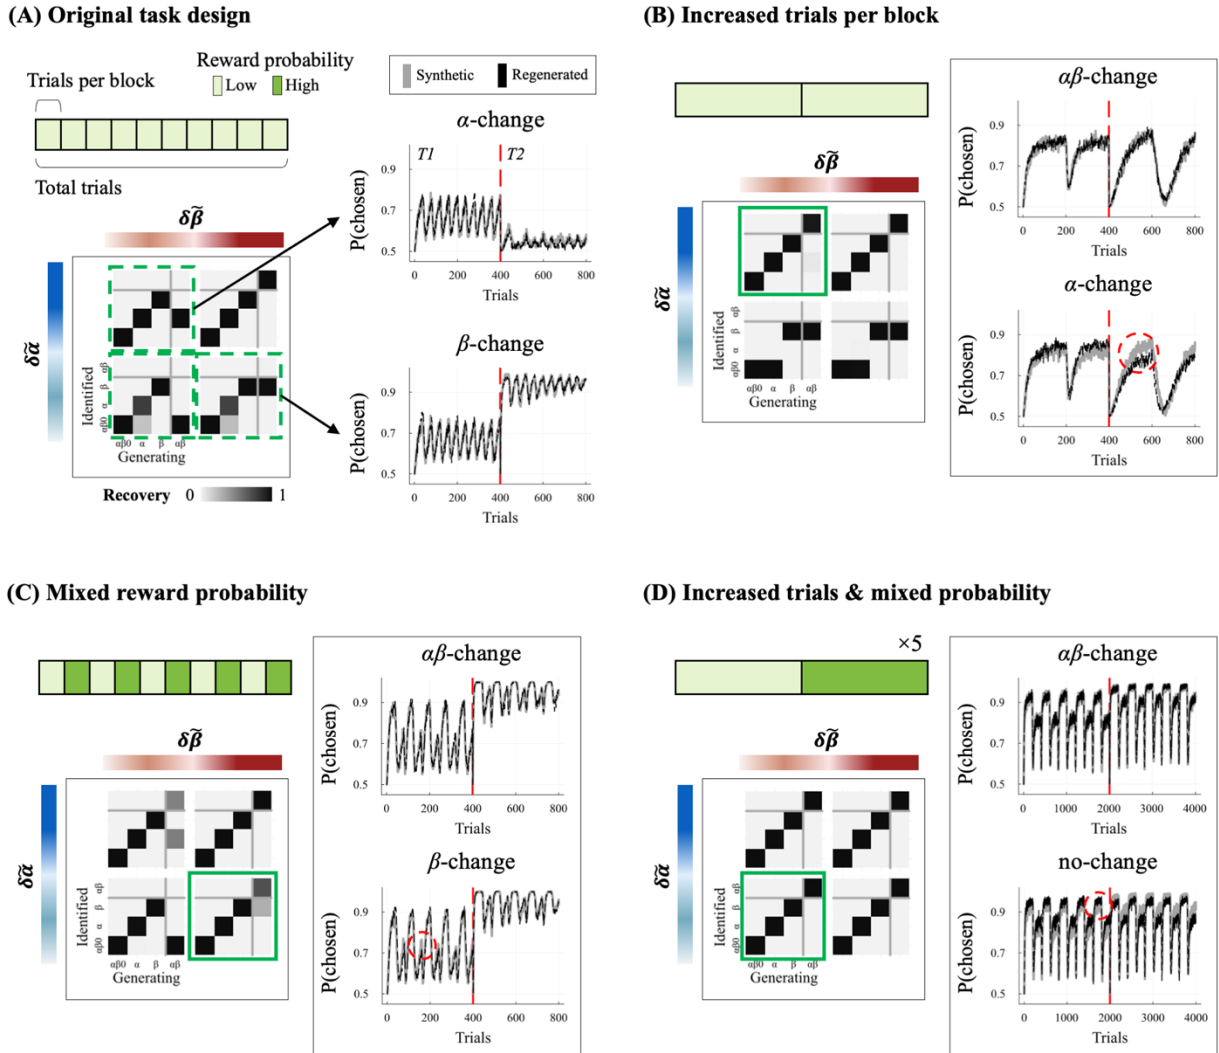 (A) Original task design
Trials per block
Reward probability
Low
High
Total trials
δβ̃
δα̃
Identified
αβ
β
α
αβ0
αβ0 α β αβ
Generating
Recovery 0 1
Synthetic
Regenerated
α-change
T1
T2
P(chosen)
0.9
0.7
0.5
0 200 400 600 800
Trials
β-change
P(chosen)
0.9
0.7
0.5
0 200 400 600 800
Trials
(B) Increased trials per block
δβ̃
δα̃
Identified
αβ
β
α
αβ0
αβ0 α β αβ
Generating
αβ-change
P(chosen)
0.9
0.7
0.5
0 200 400 600 800
Trials
α-change
P(chosen)
0.9
0.7
0.5
0 200 400 600 800
Trials
(C) Mixed reward probability
δβ̃
δα̃
Identified
αβ
β
α
αβ0
αβ0 α β αβ
Generating
αβ-change
P(chosen)
0.9
0.7
0.5
0 200 400 600 800
Trials
β-change
P(chosen)
0.9
0.7
0.5
0 200 400 600 800
Trials
(D) Increased trials & mixed probability
×5
δβ̃
δα̃
Identified
αβ
β
α
αβ0
αβ0 α β αβ
Generating
αβ-change
P(chosen)
0.9
0.7
0.5
0 1000 2000 3000 4000
Trials
no-change
P(chosen)
0.9
0.7
0.5
0 1000 2000 3000 4000
Trials